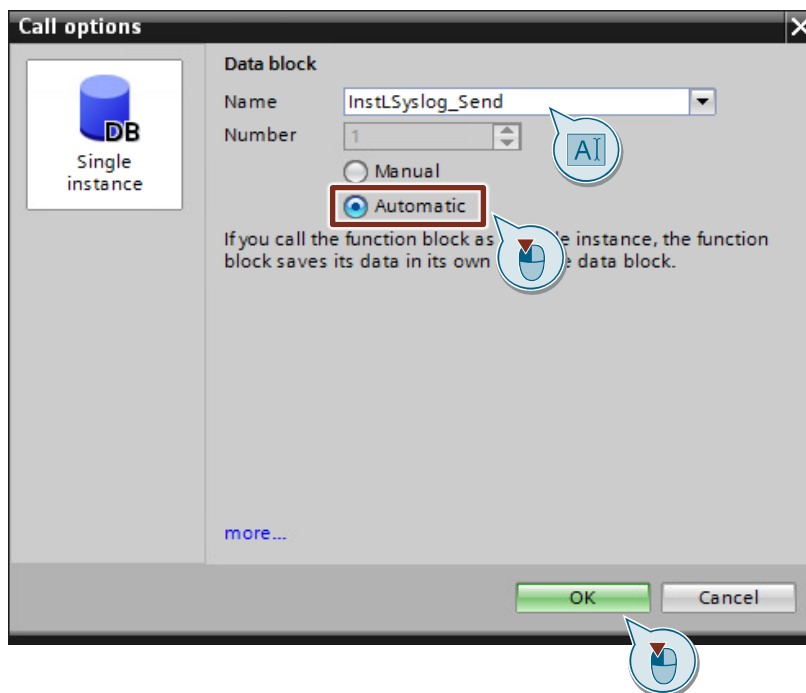 Call options
Data block
Name InstLSyslog_Send
Number 1
AI
Manual
Automatic
DB
Single
instance
If you call the function block as e instance, the function
block saves its data in its own e data block.
more...
OK Cancel